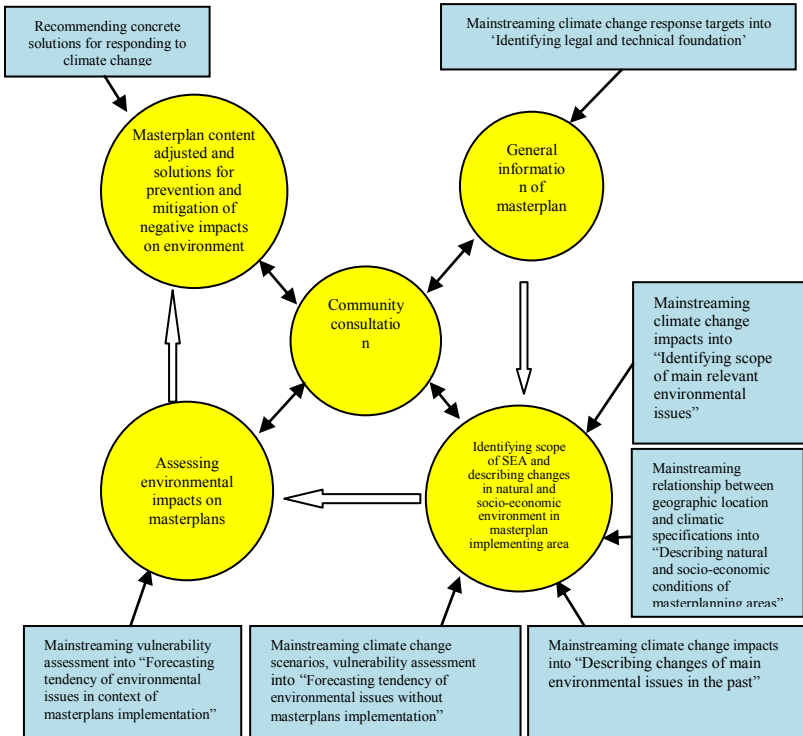 Recommending concrete
solutions for responding to
climate change
Mainstreaming climate change response targets into
‘Identifying legal and technical foundation’
Masterplan content
adjusted and
solutions for
prevention and
mitigation of
negative impacts
on environment
General
informatio
n of
masterplan
Community
consultatio
n
Mainstreaming
climate change
impacts into
“Identifying scope
of main relevant
environmental
issues”
Assessing
environmental
impacts on
masterplans
Identifying scope
of SEA and
describing changes
in natural and
socio-economic
environment in
masterplan
implementing area
Mainstreaming
relationship between
geographic location
and climatic
specifications into
“Describing natural
and socio-economic
conditions of
masterplanning areas”
Mainstreaming vulnerability
assessment into “Forecasting
tendency of environmental
issues in context of
masterplans implementation”
Mainstreaming climate change
scenarios, vulnerability assessment
into “Forecasting tendency of
environmental issues without
masterplans implementation”
Mainstreaming climate change impacts
into “Describing changes of main
environmental issues in the past”